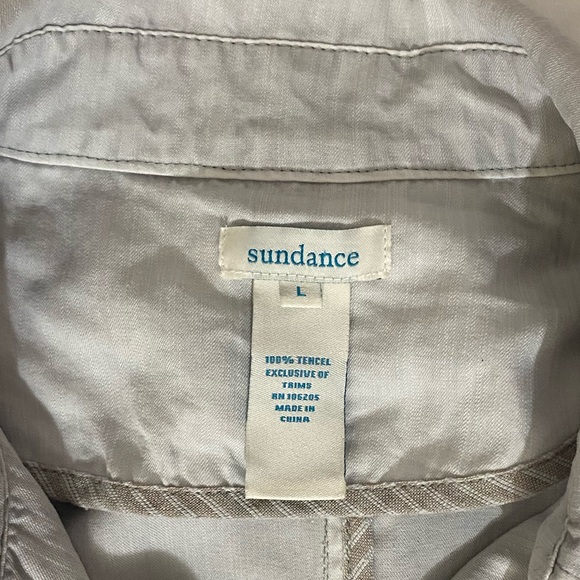 sundance
L
100% TENCEL
EXCLUSIVE OF
TRIMS
RN 106205
MADE IN
CHINA